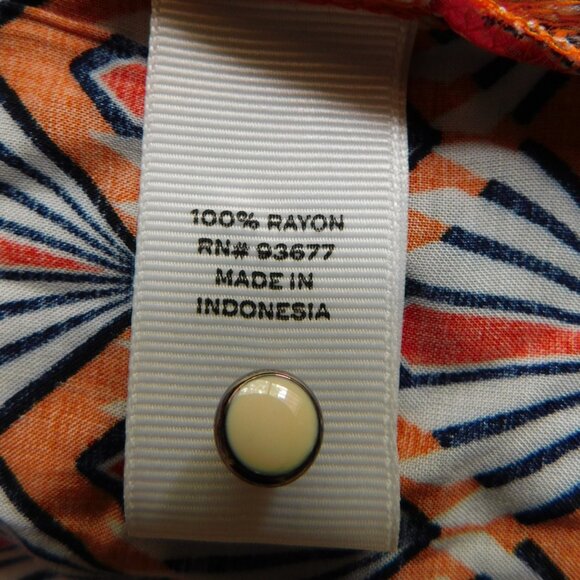 100% RAYON
RN# 93677
MADE IN
INDONESIA